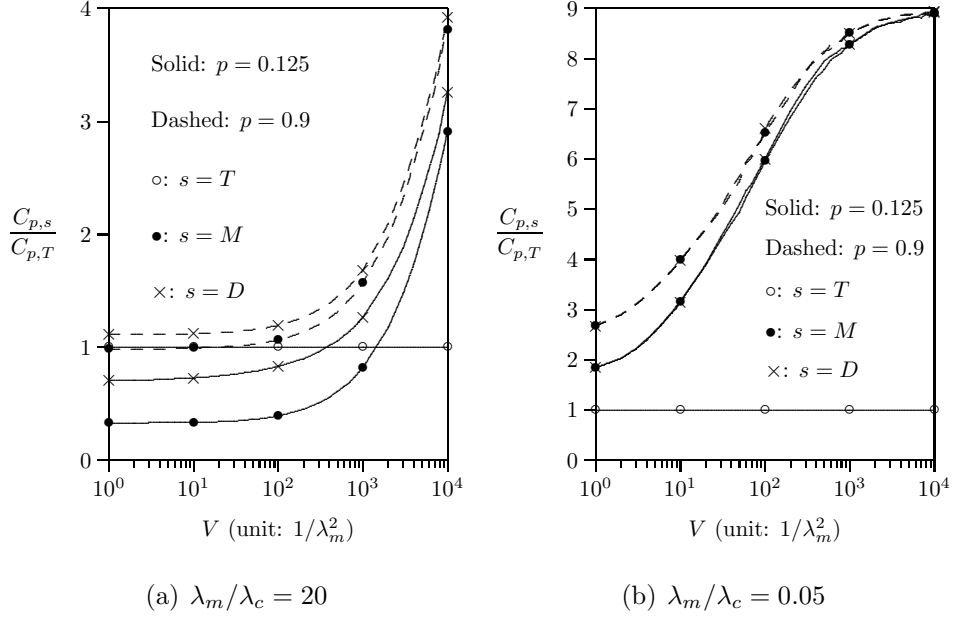 4
3
2
1
0
C_{p,s}
C_{p,T}
Solid: p = 0.125
Dashed: p = 0.9
○: s = T
●: s = M
×: s = D
10^0 10^1 10^2 10^3 10^4
V (unit: 1/λ_m^2)
(a) λ_m/λ_c = 20
9
8
7
6
5
4
3
2
1
0
C_{p,s}
C_{p,T}
Solid: p = 0.125
Dashed: p = 0.9
○: s = T
●: s = M
×: s = D
10^0 10^1 10^2 10^3 10^4
V (unit: 1/λ_m^2)
(b) λ_m/λ_c = 0.05